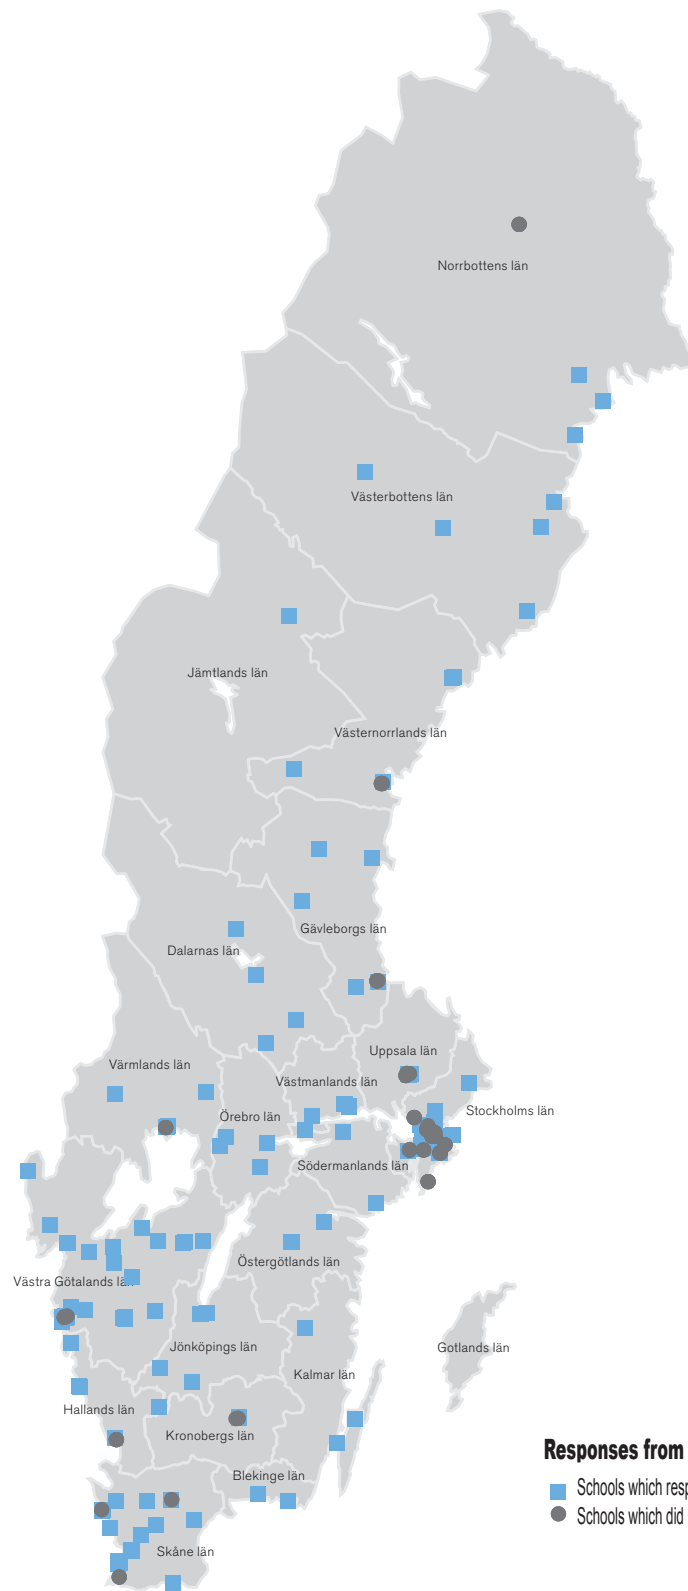 Norrbottens län
Västerbottens län
Jämtlands län
Västernorrlands län
Gävleborgs län
Dalarnas län
Uppsala län
Värmlands län
Västmanlands län
Stockholms län
Örebro län
Södermanlands län
Östergötlands län
Västra Götalands län
Jönköpings län
Gotlands län
Kalmar län
Hallands län
Kronobergs län
Responses from
Blekinge län
Schools which resp
Schools which did
Skåne län